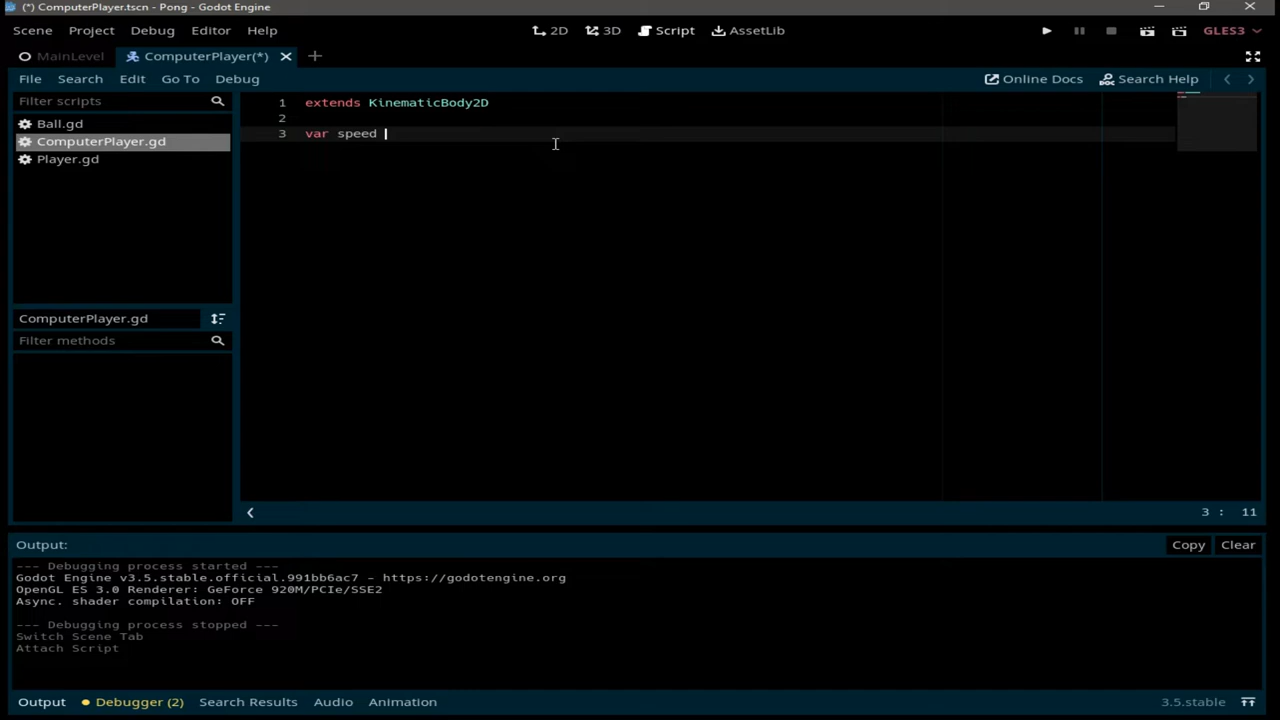 (*) ComputerPlayer.tscn - Pong - Godot Engine
Scene Project Debug Editor Help 2D 3D Script AssetLib GLES3
MainLevel ComputerPlayer(*)
File Search Edit Go To Debug Online Docs Search Help
Filter scripts
Ball.gd
ComputerPlayer.gd
Player.gd
ComputerPlayer.gd
Filter methods
1 extends KinematicBody2D
2
3 var speed
3 : 11
Output: Copy Clear
--- Debugging process started ---
Godot Engine v3.5.stable.official.991bb6ac7 - https://godotengine.org
OpenGL ES 3.0 Renderer: GeForce 920M/PCIe/SSE2
Async. shader compilation: OFF
--- Debugging process stopped ---
Switch Scene Tab
Attach Script
Output Debugger (2) Search Results Audio Animation 3.5.stable